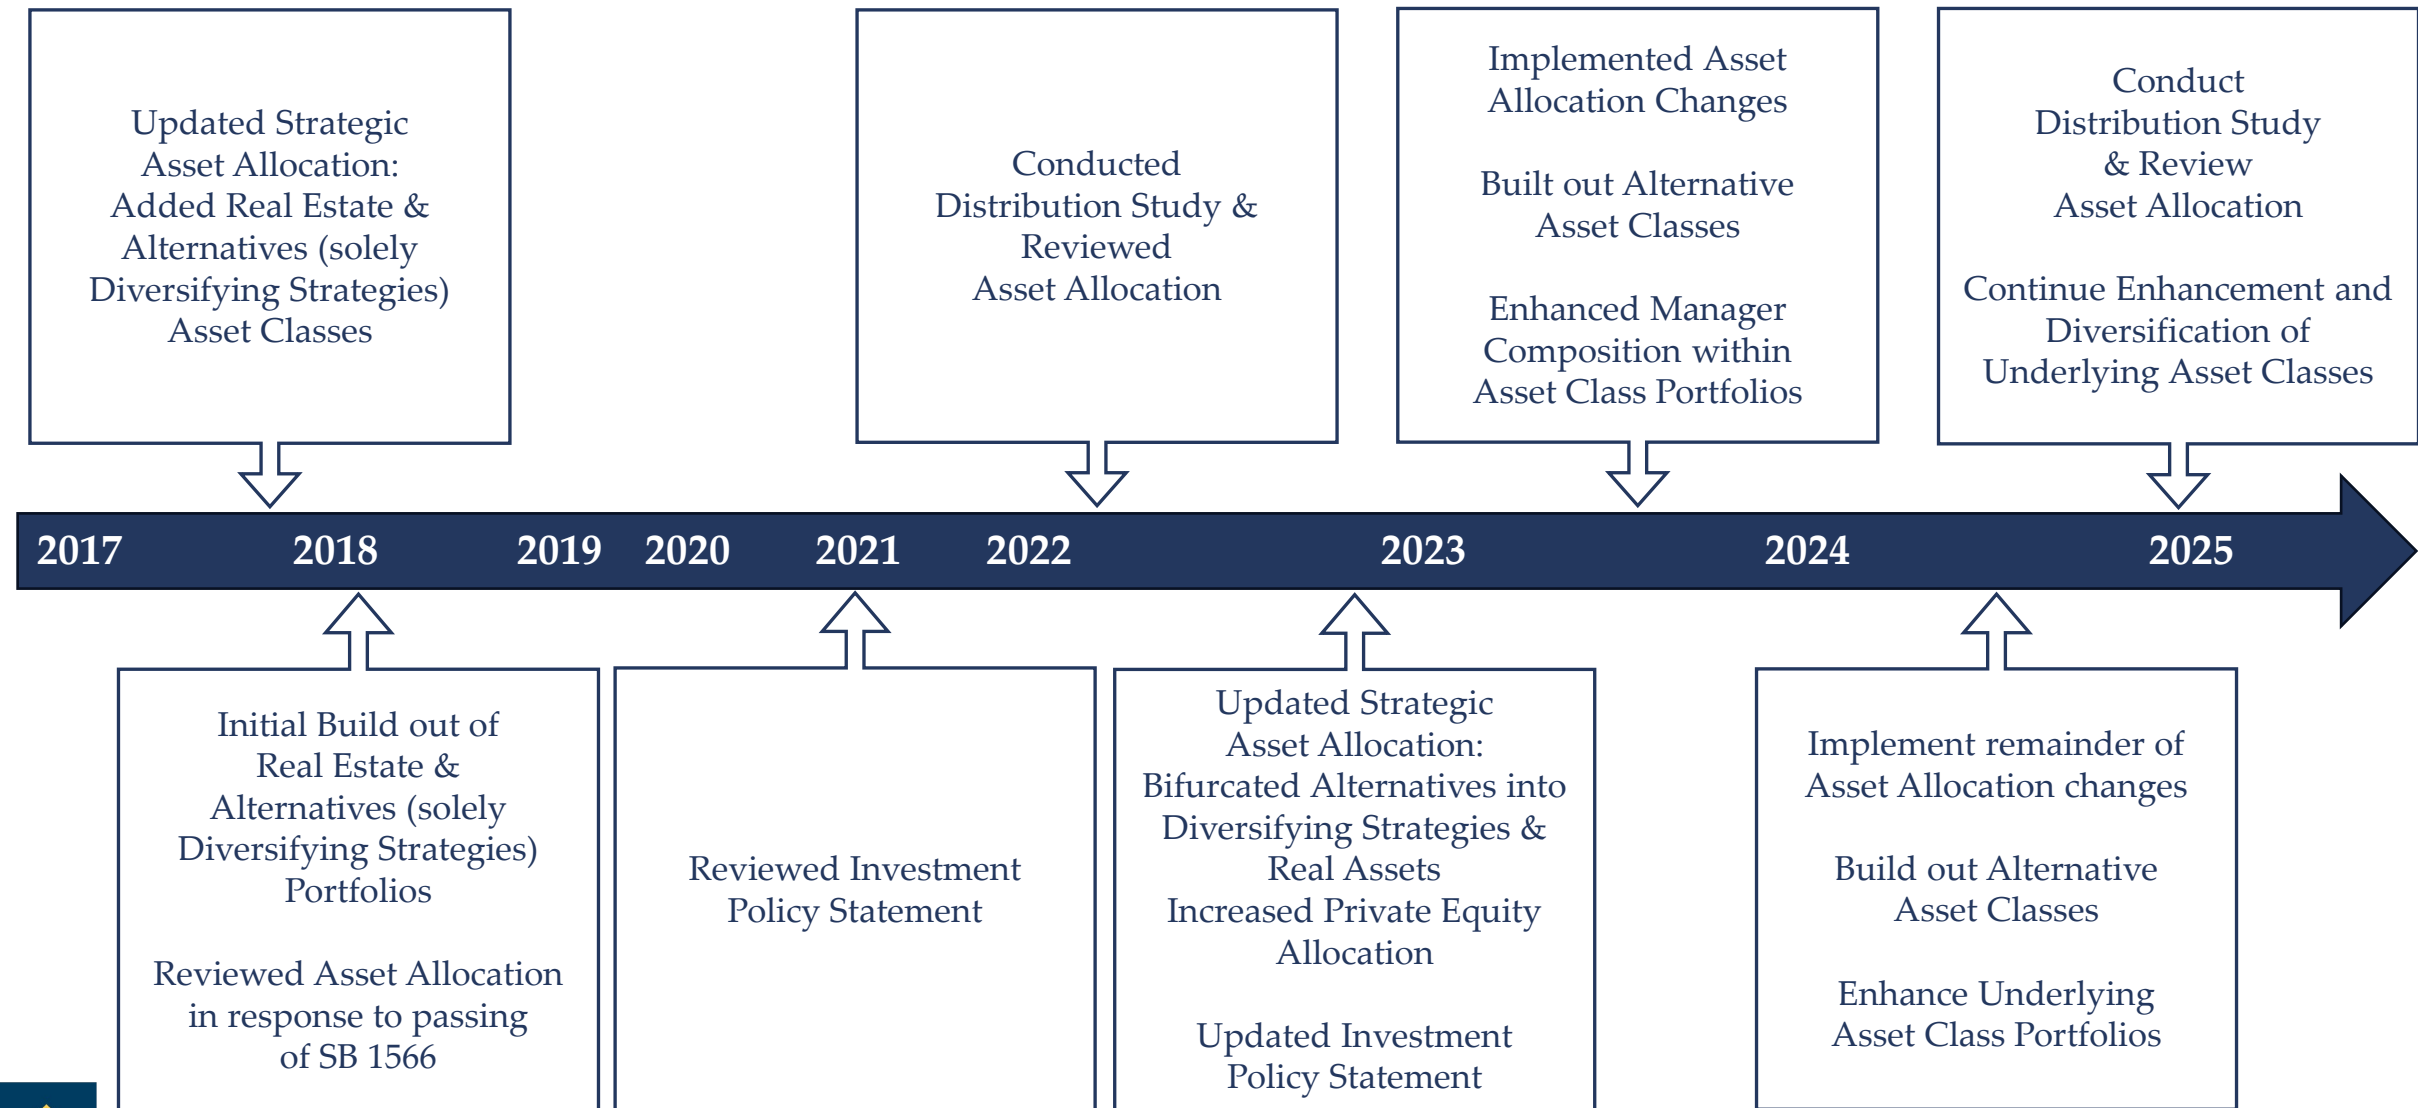 Updated Strategic
Asset Allocation:
Added Real Estate &
Alternatives (solely
Diversifying Strategies)
Asset Classes
Conducted
Distribution Study &
Reviewed
Asset Allocation
Implemented Asset
Allocation Changes
Built out Alternative
Asset Classes
Enhanced Manager
Composition within
Asset Class Portfolios
Conduct
Distribution Study
& Review
Asset Allocation
Continue Enhancement and
Diversification of
Underlying Asset Classes
2017 2018 2019 2020 2021 2022 2023 2024 2025
Initial Build out of
Real Estate &
Alternatives (solely
Diversifying Strategies)
Portfolios
Reviewed Asset Allocation
in response to passing
of SB 1566
Reviewed Investment
Policy Statement
Updated Strategic
Asset Allocation:
Bifurcated Alternatives into
Diversifying Strategies &
Real Assets
Increased Private Equity
Allocation
Updated Investment
Policy Statement
Implement remainder of
Asset Allocation changes
Build out Alternative
Asset Classes
Enhance Underlying
Asset Class Portfolios